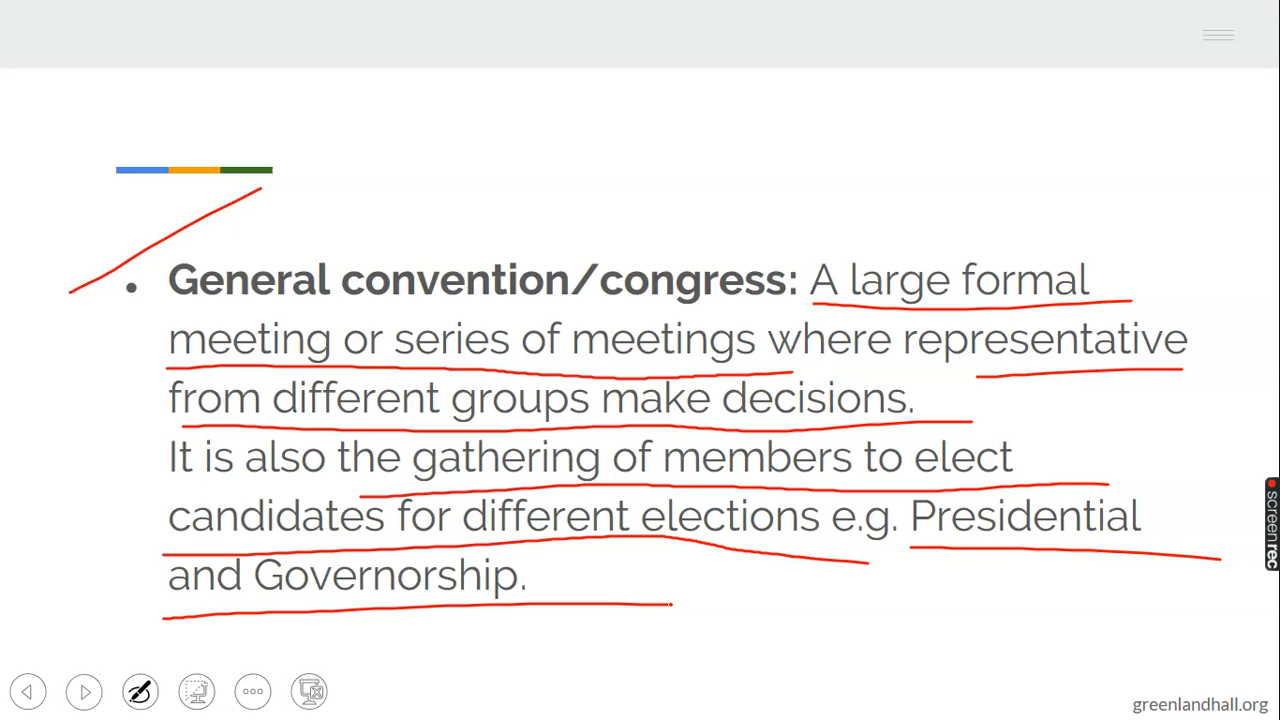 General convention/congress: A large formal
meeting or series of meetings where representative
from different groups make decisions.
It is also the gathering of members to elect
candidates for different elections e.g. Presidential
and Governorship.
screenrec
greenlandhall.org